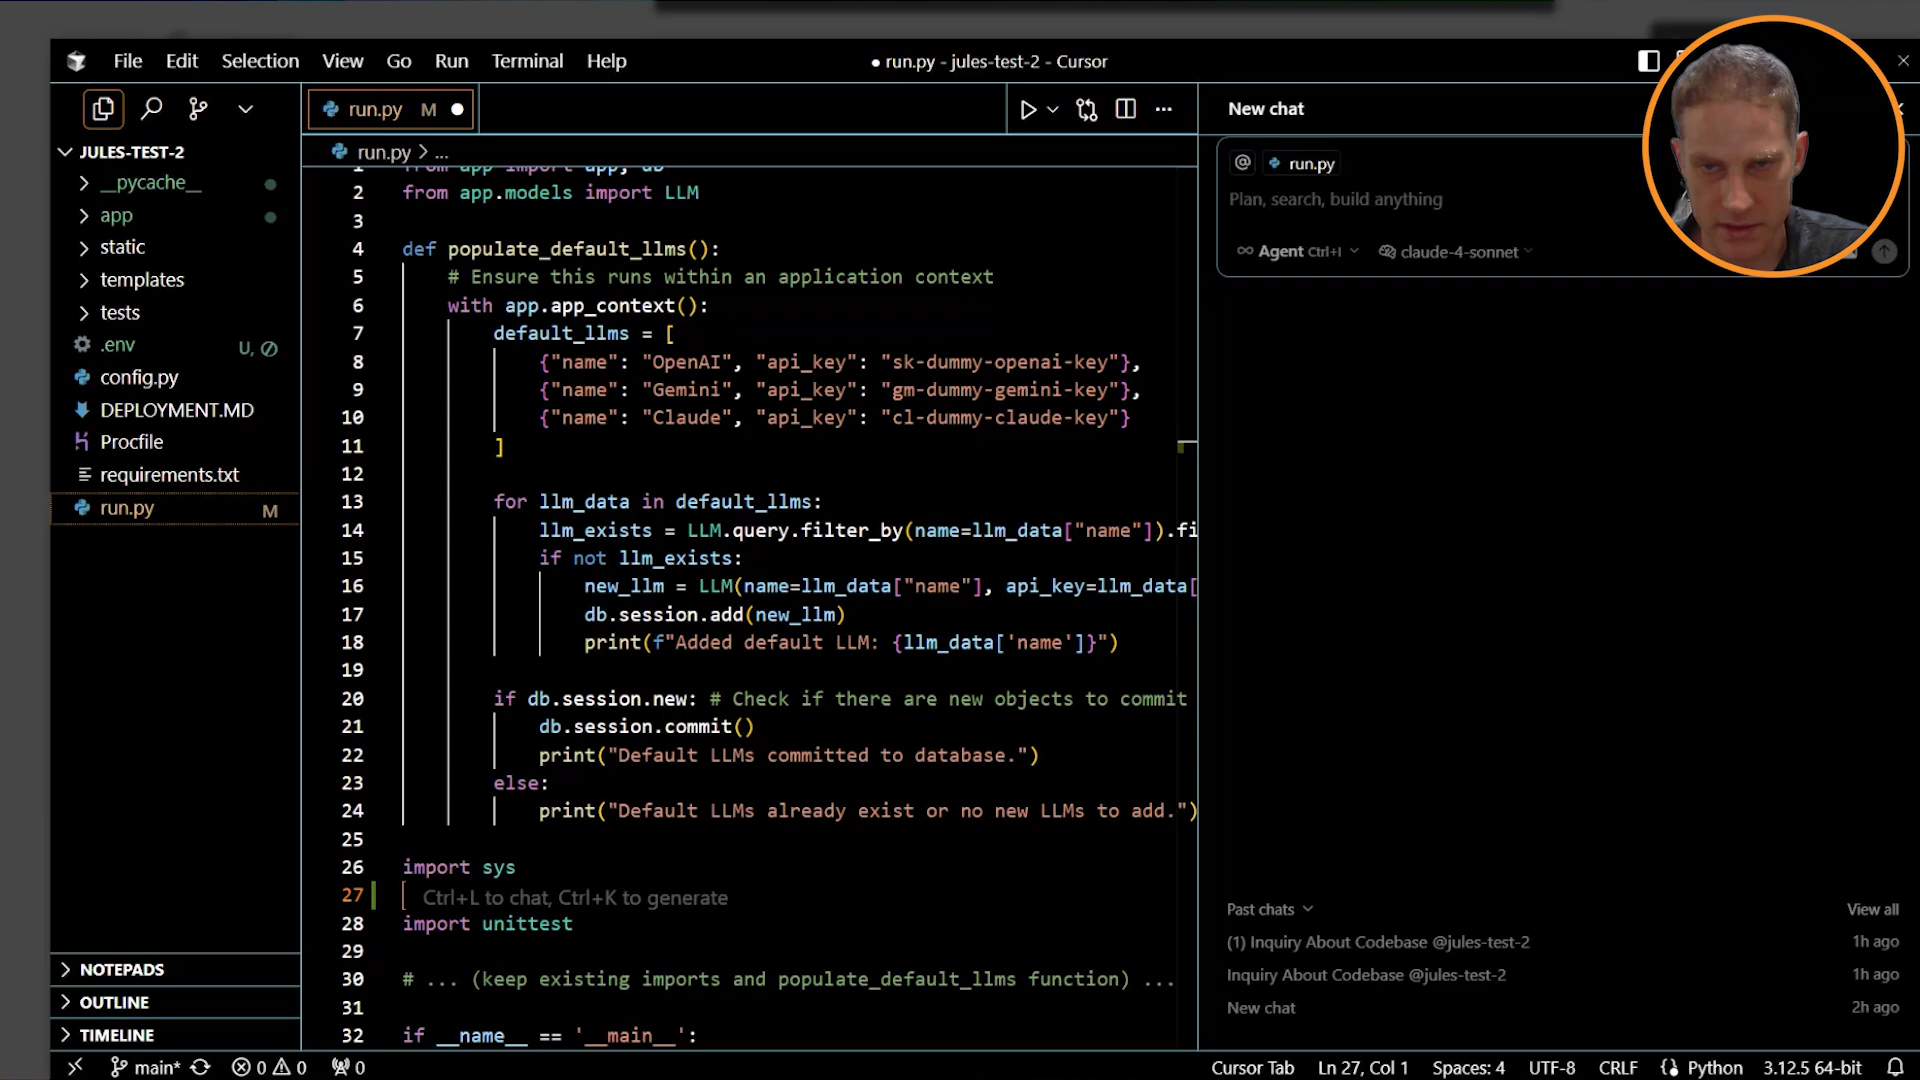 File Edit Selection View Go Run Terminal Help
● run.py - jules-test-2 - Cursor
run.py M ●
New chat
run.py > ...
JULES-TEST-2
__pycache__
app
static
templates
tests
.env U,
config.py
DEPLOYMENT.MD
Procfile
requirements.txt
run.py M
NOTEPADS
OUTLINE
TIMELINE
1 from app import app, db
2 from app.models import LLM
3
4 def populate_default_llms():
5 # Ensure this runs within an application context
6 with app.app_context():
7 default_llms = [
8 {"name": "OpenAI", "api_key": "sk-dummy-openai-key"},
9 {"name": "Gemini", "api_key": "gm-dummy-gemini-key"},
10 {"name": "Claude", "api_key": "cl-dummy-claude-key"}
11 ]
12
13 for llm_data in default_llms:
14 llm_exists = LLM.query.filter_by(name=llm_data["name"]).fi
15 if not llm_exists:
16 new_llm = LLM(name=llm_data["name"], api_key=llm_data[
17 db.session.add(new_llm)
18 print(f"Added default LLM: {llm_data['name']}")
19
20 if db.session.new: # Check if there are new objects to commit
21 db.session.commit()
22 print("Default LLMs committed to database.")
23 else:
24 print("Default LLMs already exist or no new LLMs to add.")
25
26 import sys
27 Ctrl+L to chat, Ctrl+K to generate
28 import unittest
29
30 # ... (keep existing imports and populate_default_llms function) ...
31
32 if __name__ == '__main__':
@ run.py
Plan, search, build anything
∞ Agent Ctrl+I claude-4-sonnet
Past chats View all
(1) Inquiry About Codebase @jules-test-2 1h ago
Inquiry About Codebase @jules-test-2 1h ago
New chat 2h ago
main* 0 0 0
Cursor Tab Ln 27, Col 1 Spaces: 4 UTF-8 CRLF Python 3.12.5 64-bit